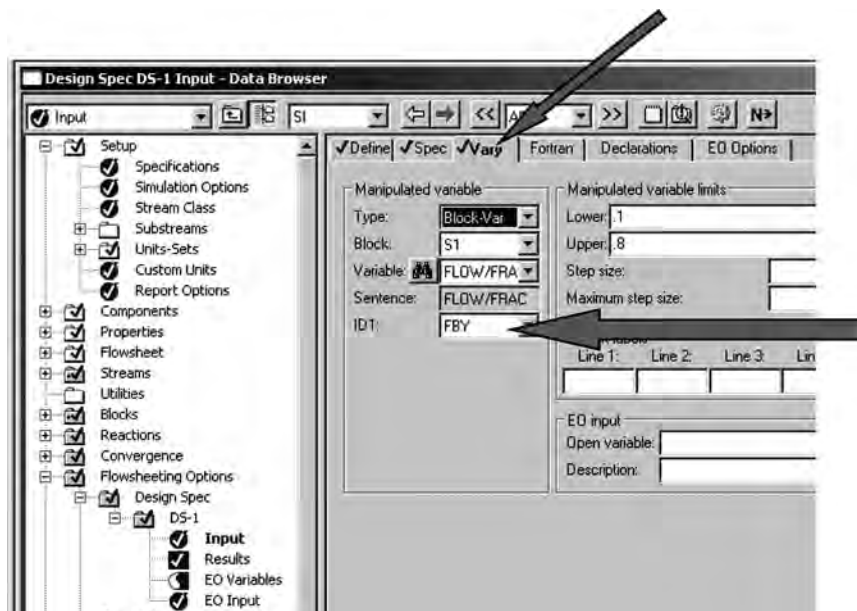 Design Spec DS-1 Input - Data Browser
Input SI << >> N>
Setup
Specifications
Simulation Options
Stream Class
Substreams
Units-Sets
Custom Units
Report Options
Components
Properties
Flowsheet
Streams
Utilities
Blocks
Reactions
Convergence
Flowsheeting Options
Design Spec
DS-1
Input
Results
EO Variables
EO Input
Define Spec Vary Fortran Declarations EO Options
Manipulated variable
Type: Block-Var
Block: S1
Variable: FLOW/FRA
Sentence: FLOW/FRAC
ID1: FBY
Manipulated variable limits
Lower: .1
Upper: .8
Step size:
Maximum step size:
labels
Line 1: Line 2: Line 3: Lin
EO input
Open variable:
Description: